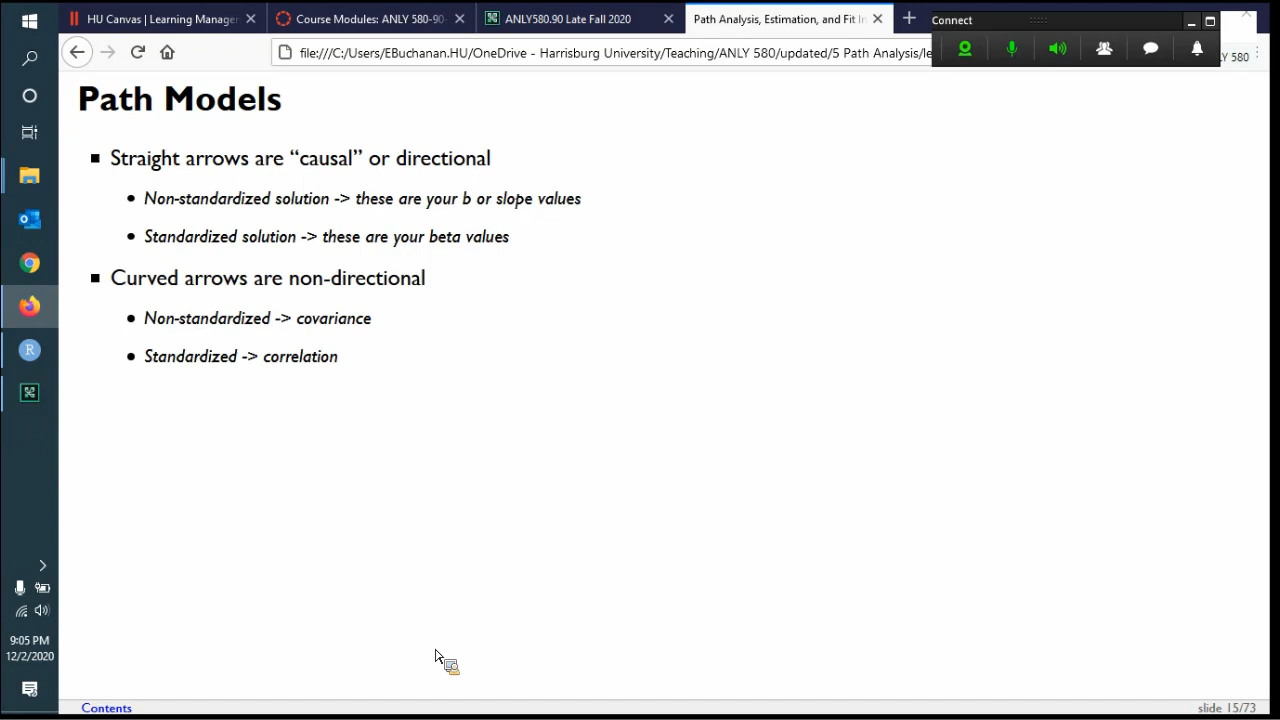 HU Canvas | Learning Manage
Course Modules: ANLY 580-90-
ANLY580.90 Late Fall 2020
Path Analysis, Estimation, and Fit In
Connect
file:///C:/Users/EBuchanan.HU/OneDrive - Harrisburg University/Teaching/ANLY 580/updated/5 Path Analysis/le
LY 580
Path Models
Straight arrows are “causal” or directional
Non-standardized solution -> these are your b or slope values
Standardized solution -> these are your beta values
Curved arrows are non-directional
Non-standardized -> covariance
Standardized -> correlation
9:05 PM
12/2/2020
Contents
slide 15/73